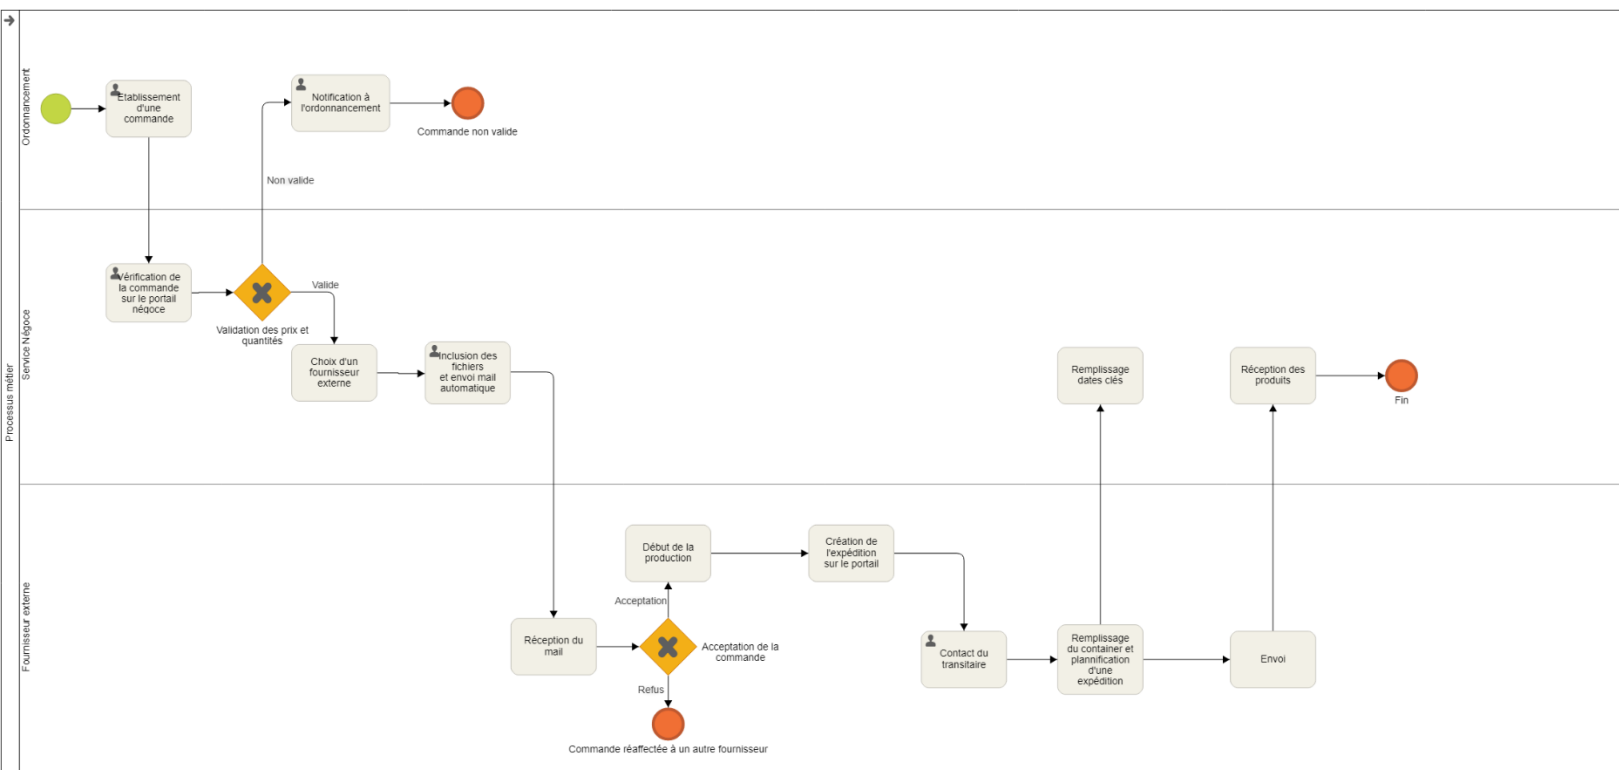 Processus métier
Ordonnancement
Etablissement
d'une
commande
Notification à
l'ordonnancement
Commande non valide
Non valide
Service Négoce
Vérification de
la commande
sur le portail
négoce
Valide
Validation des prix et
quantités
Choix d'un
fournisseur
externe
Inclusion des
fichiers
et envoi mail
automatique
Remplissage
dates clés
Réception des
produits
Fin
Fournisseur externe
Réception du
mail
Début de la
production
Acceptation
Acceptation de la
commande
Refus
Commande réaffectée à un autre fournisseur
Création de
l'expédition
sur le portail
Contact du
transitaire
Remplissage
du container et
plannification
d'une
expédition
Envoi